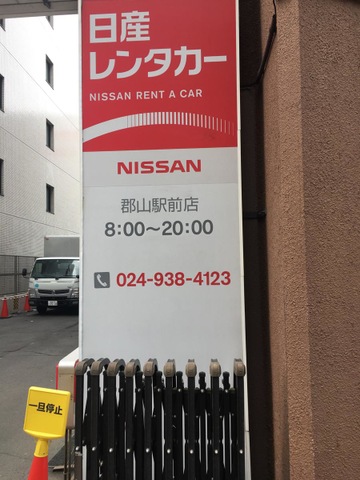 日産
レンタカー
NISSAN RENT A CAR
NISSAN
郡山駅前店
8:00〜20:00
024-938-4123
一旦停止